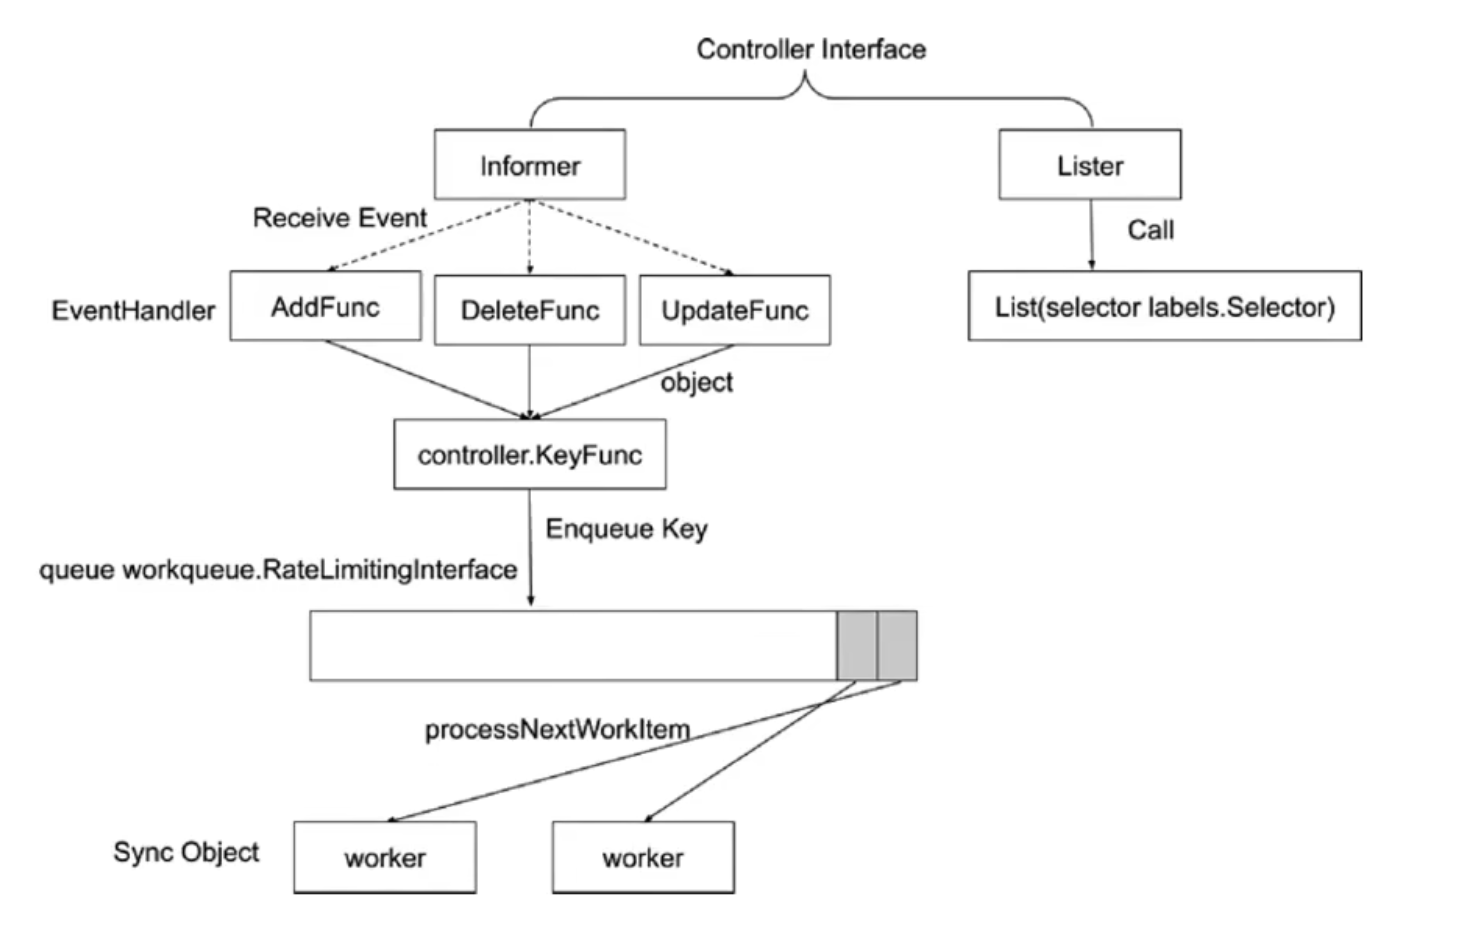 Controller Interface
Informer
Lister
Receive Event
Call
EventHandler
AddFunc
DeleteFunc
UpdateFunc
List(selector labels.Selector)
object
controller.KeyFunc
Enqueue Key
queue workqueue.RateLimitingInterface
processNextWorkItem
Sync Object
worker
worker